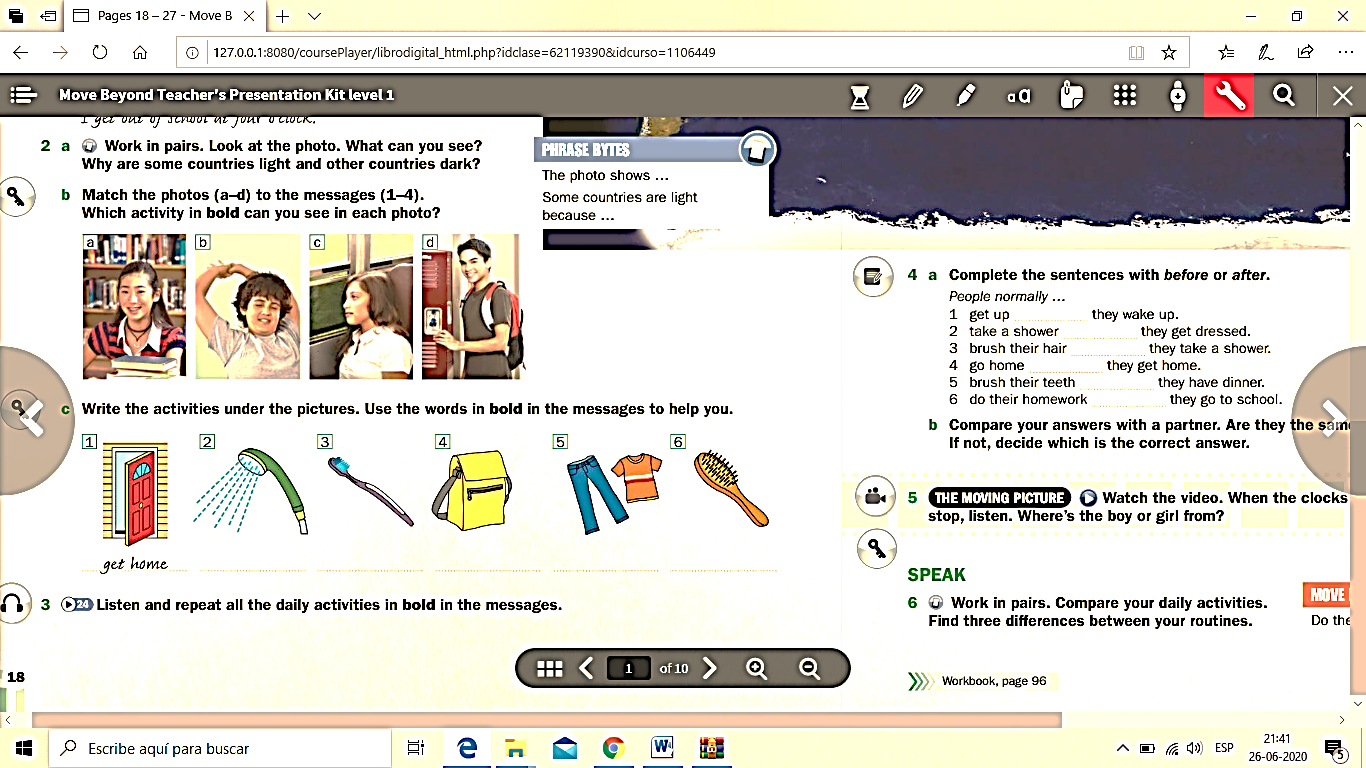 Pages 18 – 27 - Move B
127.0.0.1:8080/coursePlayer/librodigital_html.php?idclase=62119390&idcurso=1106449
Move Beyond Teacher's Presentation Kit level 1
aa
I get out of school at four o'clock.
2 a Work in pairs. Look at the photo. What can you see?
Why are some countries light and other countries dark?
b Match the photos (a–d) to the messages (1–4).
Which activity in bold can you see in each photo?
a
b
c
d
PHRASE BYTES
The photo shows ...
Some countries are light
because ...
c Write the activities under the pictures. Use the words in bold in the messages to help you.
1
2
3
4
5
6
get home
3 24 Listen and repeat all the daily activities in bold in the messages.
18
4 a Complete the sentences with before or after.
People normally ...
1 get up they wake up.
2 take a shower they get dressed.
3 brush their hair they take a shower.
4 go home they get home.
5 brush their teeth they have dinner.
6 do their homework they go to school.
b Compare your answers with a partner. Are they the same
If not, decide which is the correct answer.
5 THE MOVING PICTURE Watch the video. When the clocks
stop, listen. Where's the boy or girl from?
SPEAK
6 Work in pairs. Compare your daily activities.
Find three differences between your routines.
MOVE
Do the
Workbook, page 96
1 of 10
Escribe aquí para buscar
ESP
21:41
26-06-2020
5